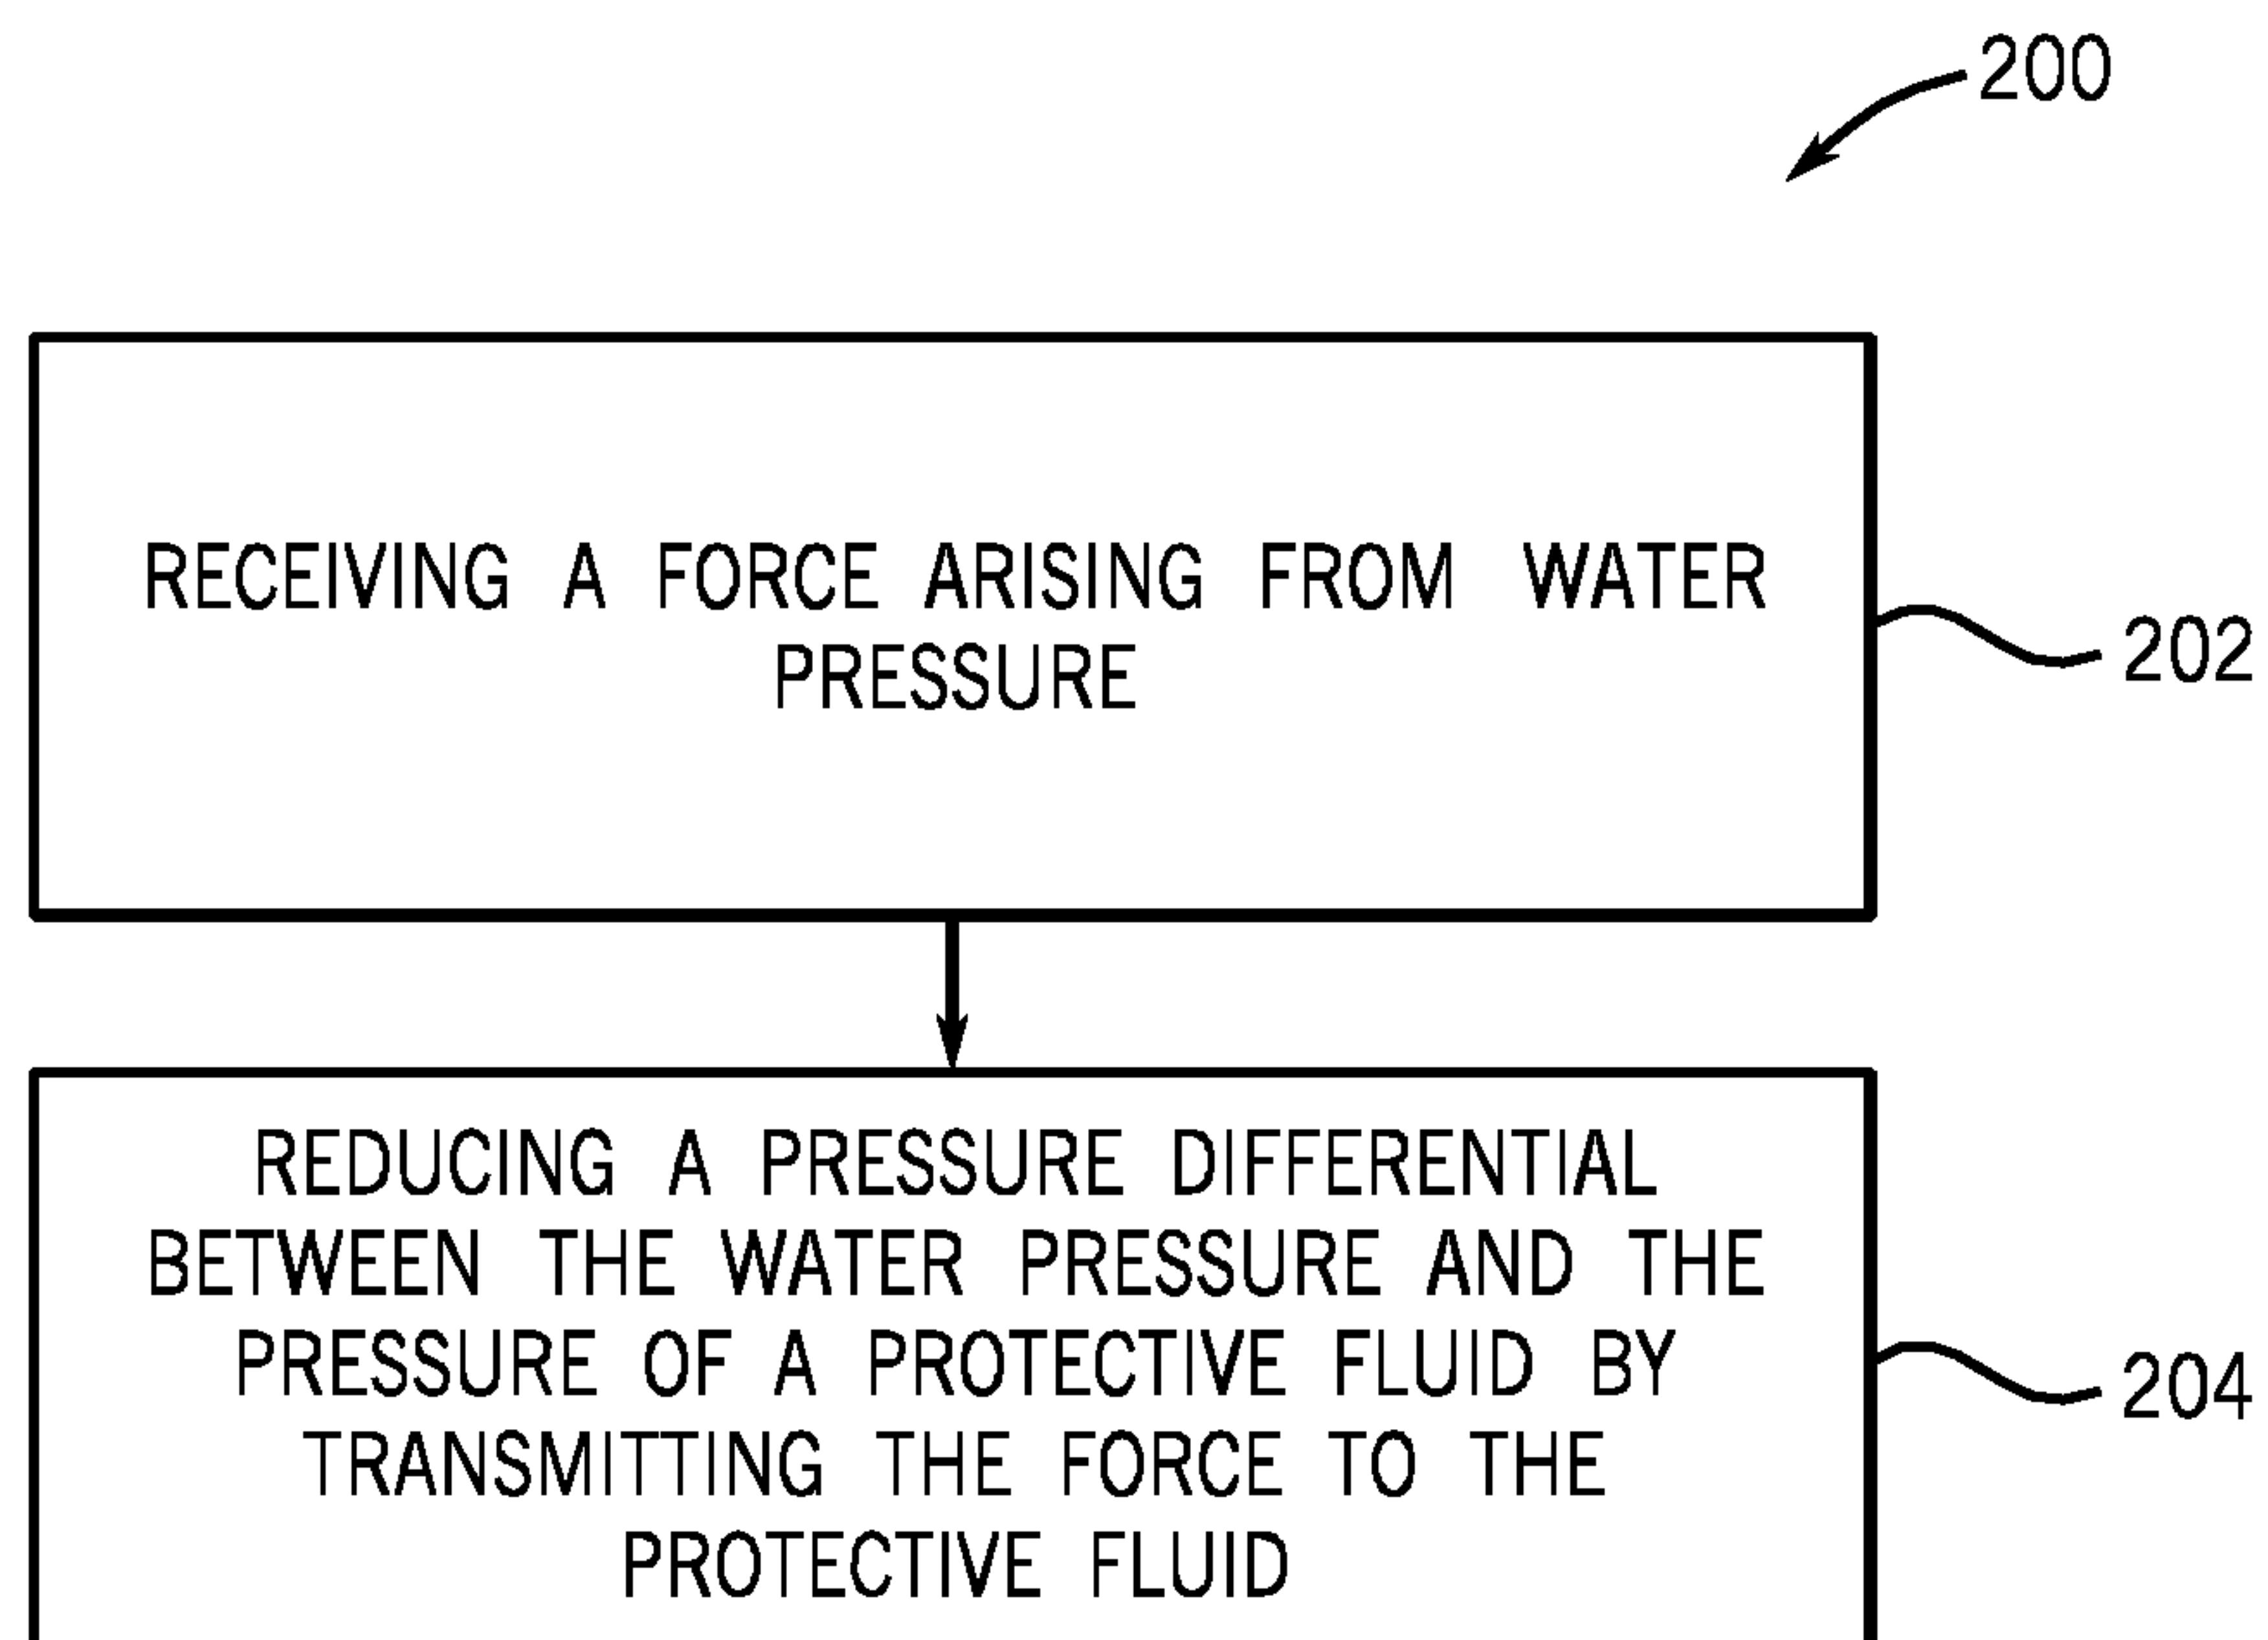 200
RECEIVING A FORCE ARISING FROM WATER
PRESSURE
202
REDUCING A PRESSURE DIFFERENTIAL
BETWEEN THE WATER PRESSURE AND THE
PRESSURE OF A PROTECTIVE FLUID BY
TRANSMITTING THE FORCE TO THE
PROTECTIVE FLUID
204